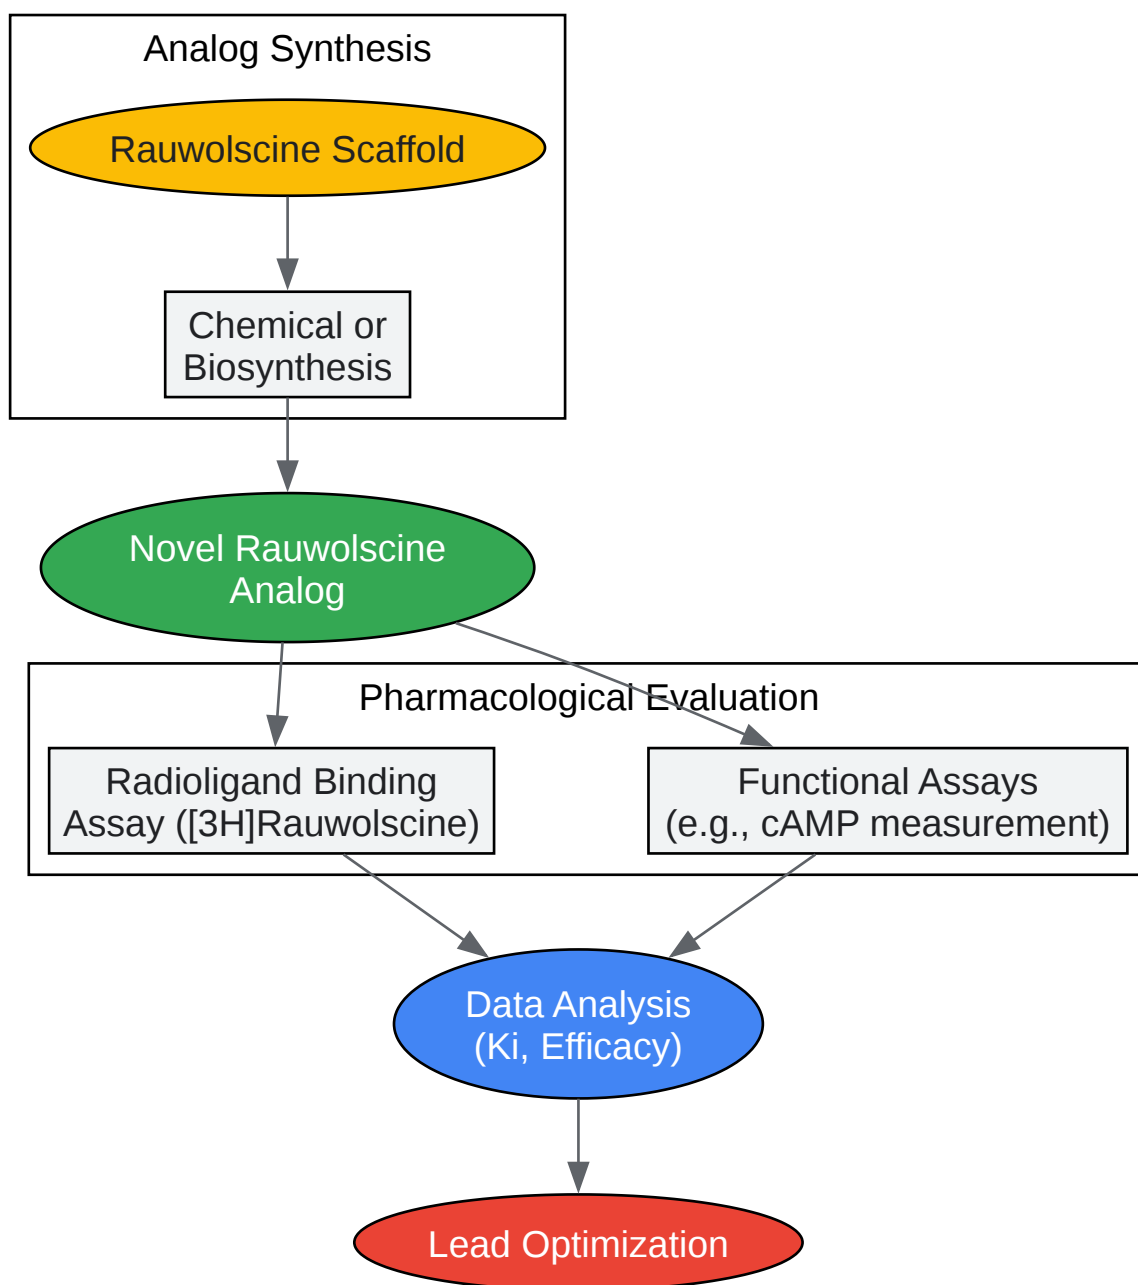 Analog Synthesis
Rauwolscine Scaffold
Chemical or
Biosynthesis
Novel Rauwolscine
Analog
Pharmacological Evaluation
Radioligand Binding
Assay ([3H]Rauwolscine)
Functional Assays
(e.g., cAMP measurement)
Data Analysis
(Ki, Efficacy)
Lead Optimization